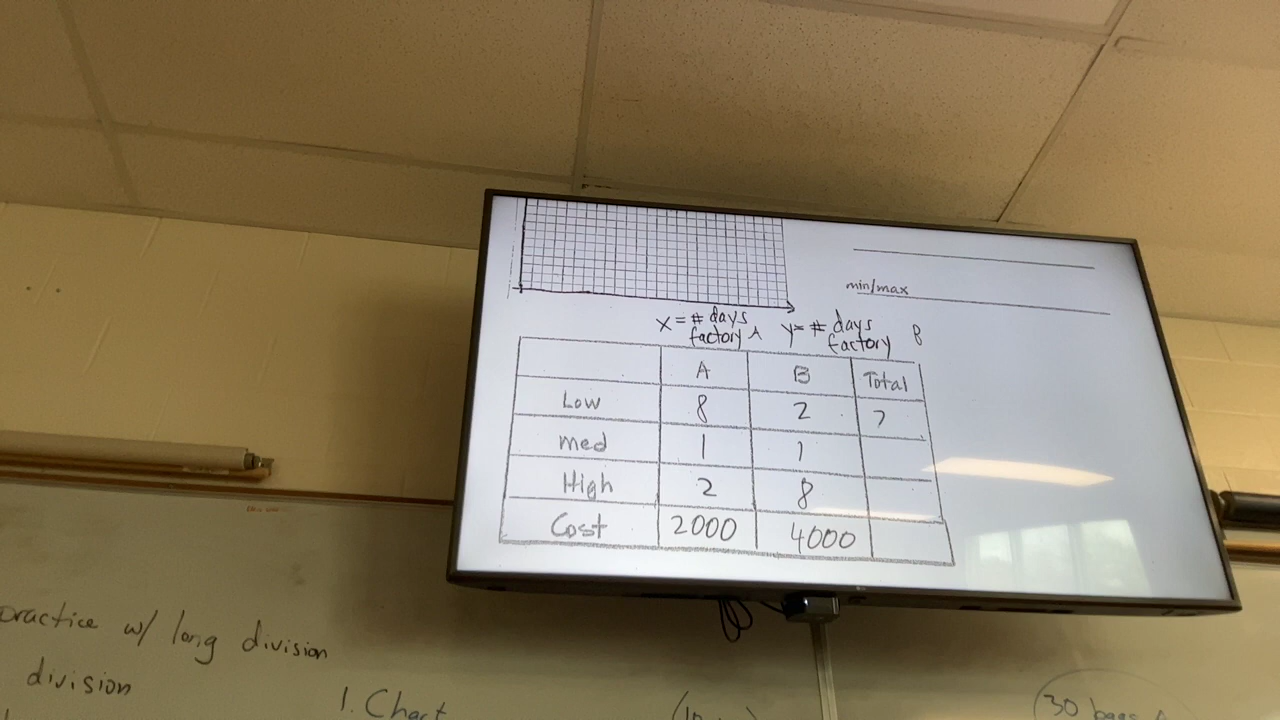 min/max
x = # days factory A y = # days factory B
A B Total
Low 8 2
med 1 1
High 2 8
Cost 2000 4000
practice w/ long division
division
1. Chart
30 bags A